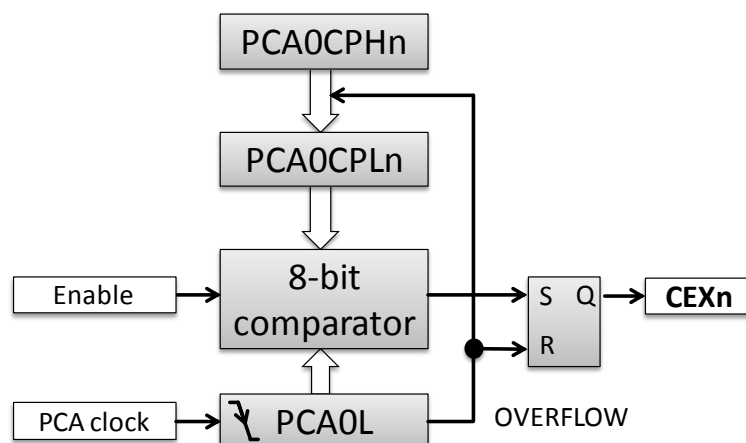 PCA0CPHn
PCA0CPLn
Enable
8-bit
comparator
S Q
R
CEXn
PCA clock
PCA0L
OVERFLOW